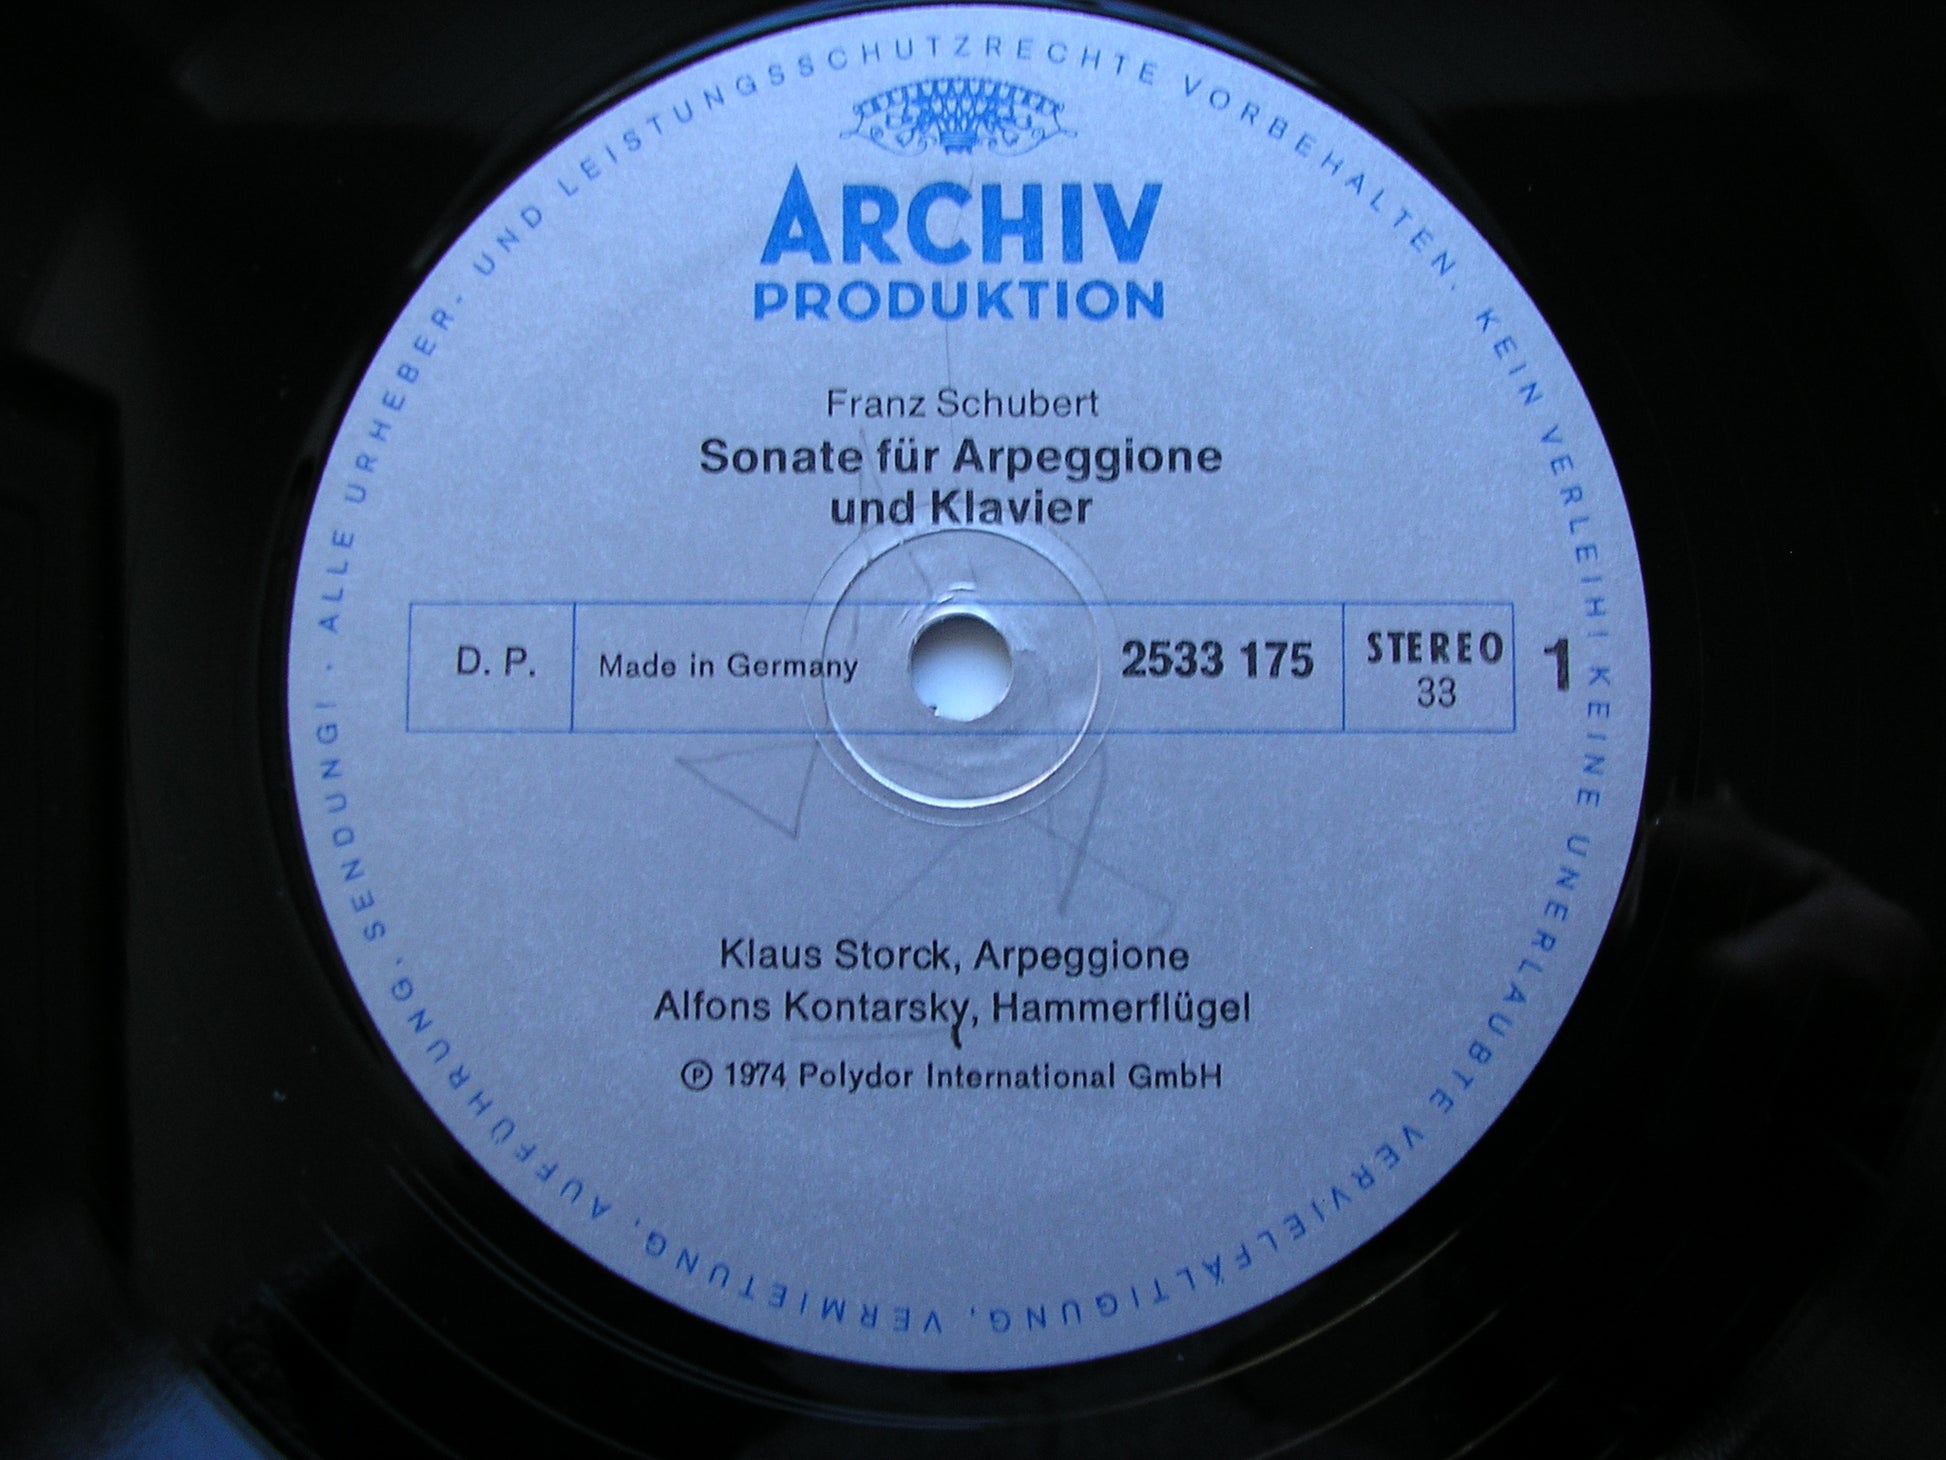 ALLE URHEBER- UND LEISTUNGSSCHUTZRECHTE VORBEHALTEN. KEIN VERLEIH! KEINE UNERLAUBTE VERVIELFÄLTIGUNG, VERMIETUNG, AUFFÜHRUNG, SENDUNG! ·
ARCHIV
PRODUKTION
Franz Schubert
Sonate für Arpeggione
und Klavier
D. P.
Made in Germany
2533 175
STEREO
33
1
Klaus Storck, Arpeggione
Alfons Kontarsky, Hammerflügel
℗ 1974 Polydor International GmbH